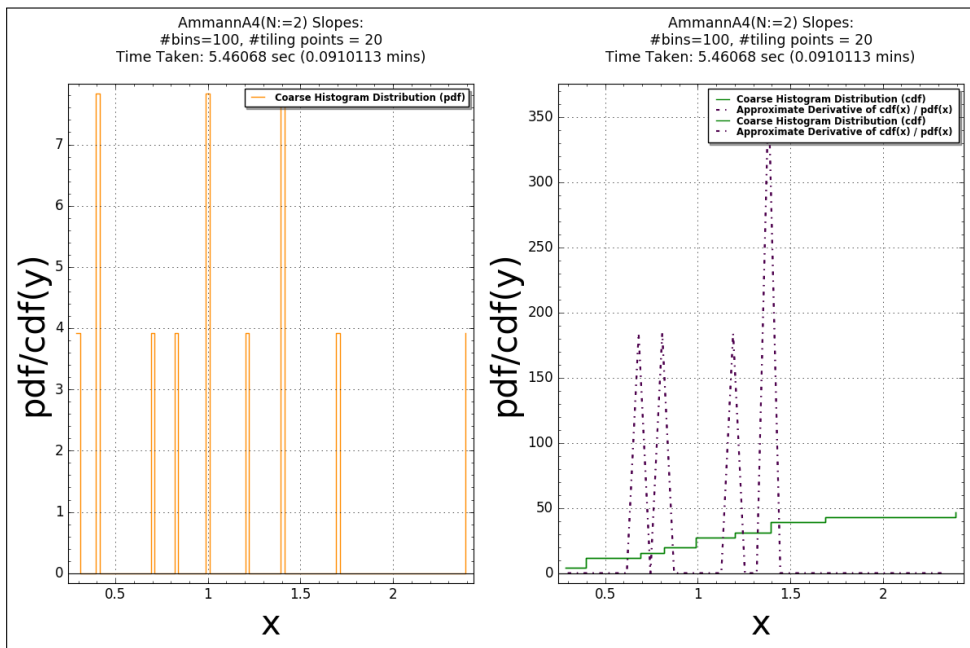 AmmannA4(N:=2) Slopes:
#bins=100, #tiling points = 20
Time Taken: 5.46068 sec (0.0910113 mins)
Coarse Histogram Distribution (pdf)
pdf/cdf(y)
7
6
5
4
3
2
1
0
0.5
1
1.5
2
x
AmmannA4(N:=2) Slopes:
#bins=100, #tiling points = 20
Time Taken: 5.46068 sec (0.0910113 mins)
Coarse Histogram Distribution (cdf)
Approximate Derivative of cdf(x) / pdf(x)
Coarse Histogram Distribution (cdf)
Approximate Derivative of cdf(x) / pdf(x)
pdf/cdf(y)
350
300
250
200
150
100
50
0
0.5
1
1.5
2
x